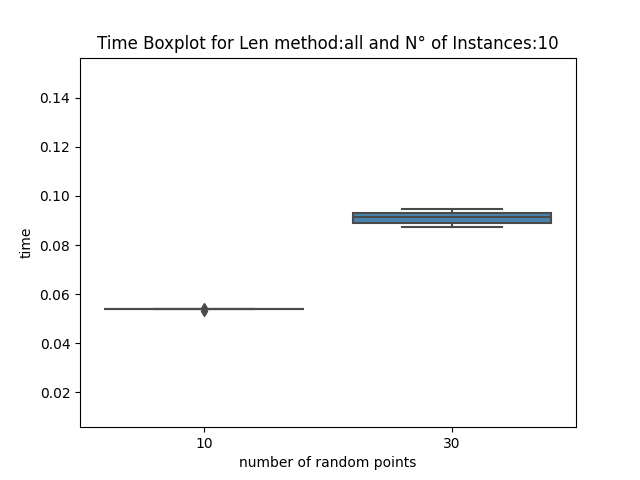 Time Boxplot for Len method:all and N° of Instances:10
0.14
0.12
0.10
0.08
0.06
0.04
0.02
time
10 30
number of random points